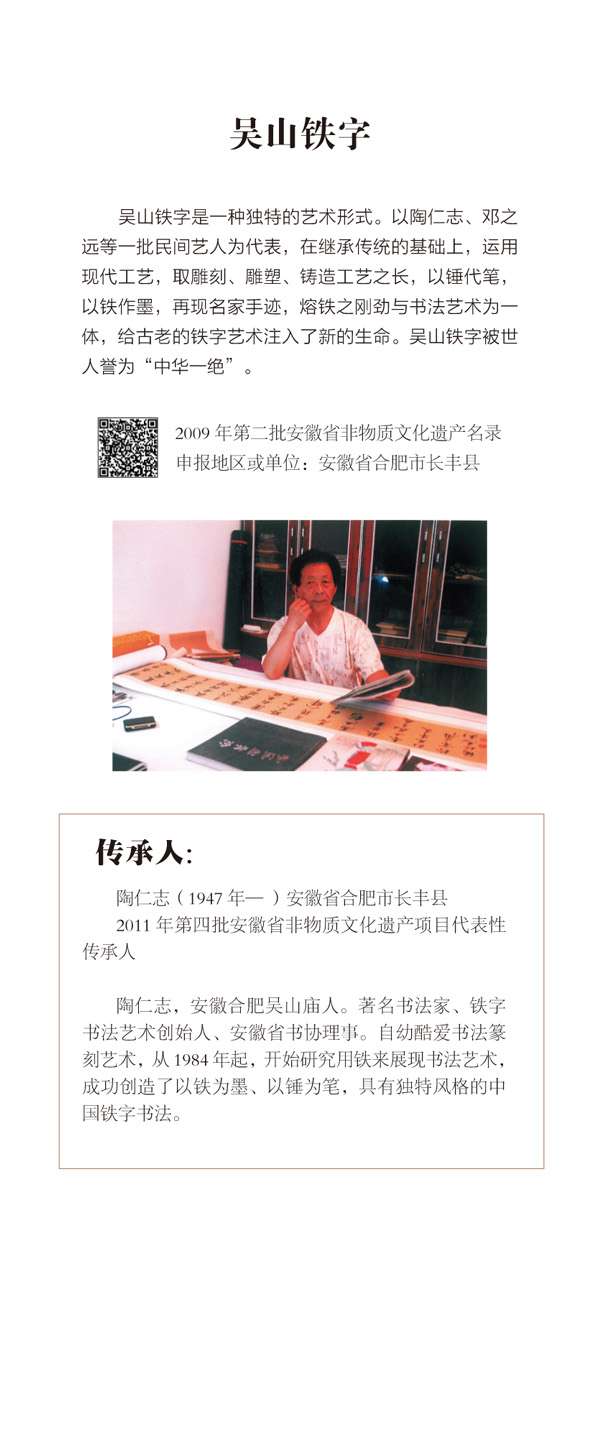 吴山铁字
吴山铁字是一种独特的艺术形式。以陶仁志、邓之
远等一批民间艺人为代表，在继承传统的基础上，运用
现代工艺，取雕刻、雕塑、铸造工艺之长，以锤代笔，
以铁作墨，再现名家手迹，熔铁之刚劲与书法艺术为一
体，给古老的铁字艺术注入了新的生命。吴山铁字被世
人誉为“中华一绝”。
2009 年第二批安徽省非物质文化遗产名录
申报地区或单位：安徽省合肥市长丰县
传承人：
陶仁志（1947 年— ）安徽省合肥市长丰县
2011 年第四批安徽省非物质文化遗产项目代表性
传承人
陶仁志，安徽合肥吴山庙人。著名书法家、铁字
书法艺术创始人、安徽省书协理事。自幼酷爱书法篆
刻艺术，从 1984 年起，开始研究用铁来展现书法艺术，
成功创造了以铁为墨、以锤为笔，具有独特风格的中
国铁字书法。